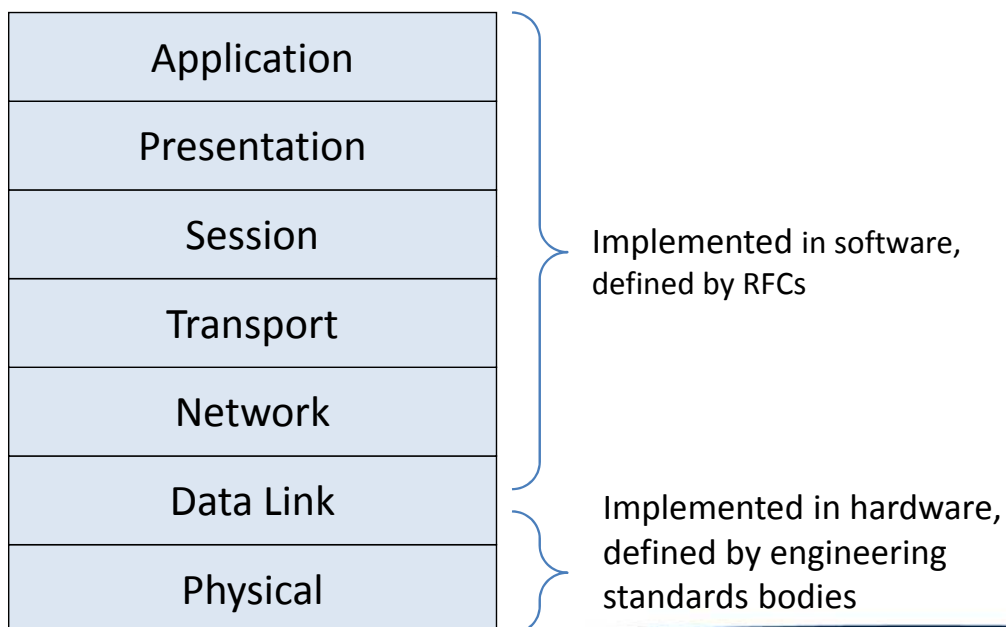 Application
Presentation
Session
Transport
Network
Data Link
Physical
Implemented in software,
defined by RFCs
Implemented in hardware,
defined by engineering
standards bodies